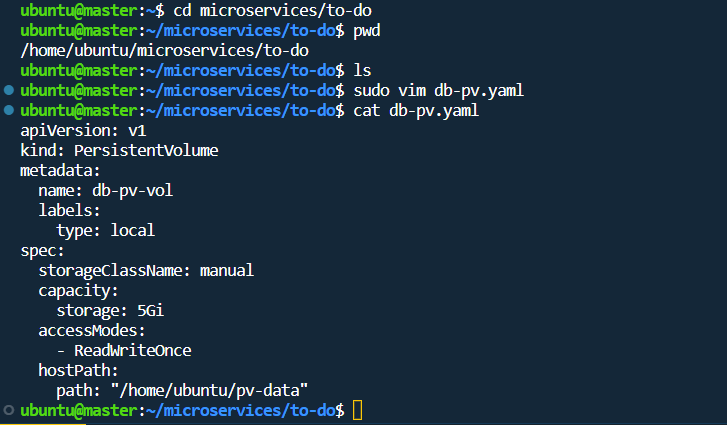 ubuntu@master:~$ cd microservices/to-do
ubuntu@master:~/microservices/to-do$ pwd
/home/ubuntu/microservices/to-do
ubuntu@master:~/microservices/to-do$ ls
ubuntu@master:~/microservices/to-do$ sudo vim db-pv.yaml
ubuntu@master:~/microservices/to-do$ cat db-pv.yaml
apiVersion: v1
kind: PersistentVolume
metadata:
  name: db-pv-vol
  labels:
    type: local
spec:
  storageClassName: manual
  capacity:
    storage: 5Gi
  accessModes:
    - ReadWriteOnce
  hostPath:
    path: "/home/ubuntu/pv-data"
ubuntu@master:~/microservices/to-do$